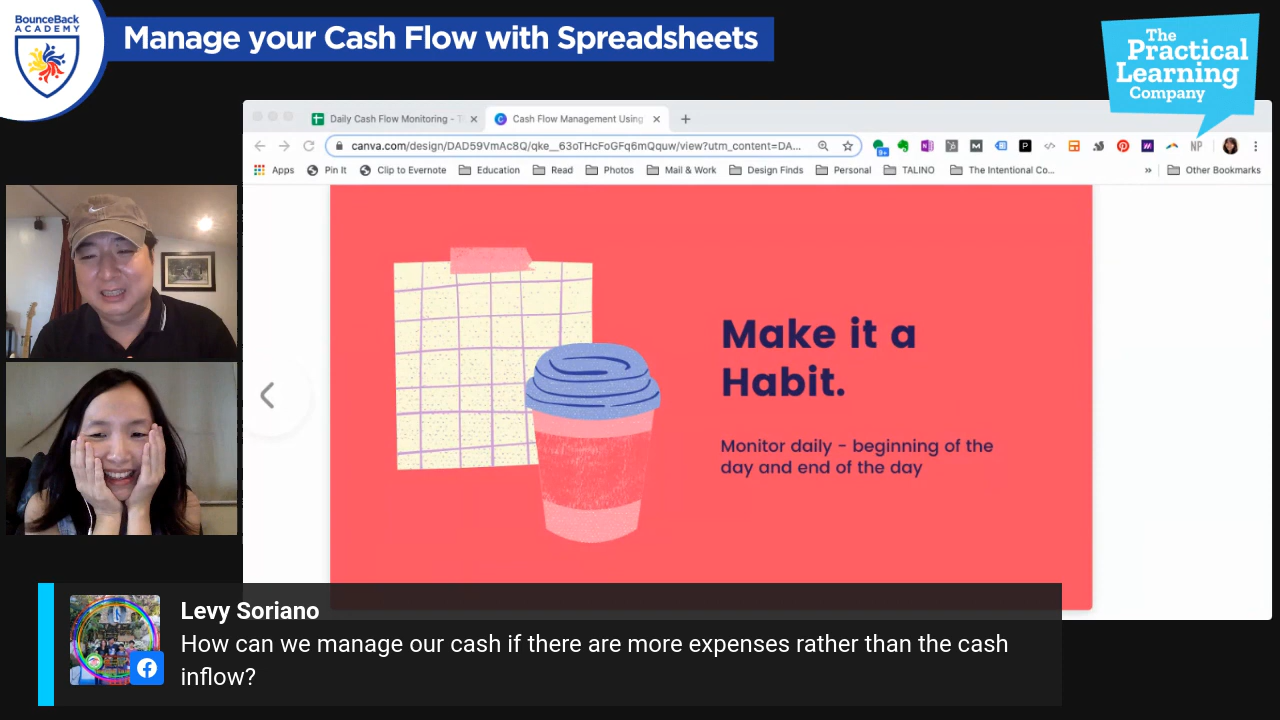 BounceBack
ACADEMY
Manage your Cash Flow with Spreadsheets
The
Practical
Learning
Company
Daily Cash Flow Monitoring - T
Cash Flow Management Using
canva.com/design/DAD59VmAc8Q/qke__63oTHcFoGFq6mQquw/view?utm_content=DA...
NP
Apps
Pin It
Clip to Evernote
Education
Read
Photos
Mail & Work
Design Finds
Personal
TALINO
The Intentional Co...
»
Other Bookmarks
Make it a
Habit.
Monitor daily - beginning of the
day and end of the day
Levy Soriano
How can we manage our cash if there are more expenses rather than the cash
inflow?